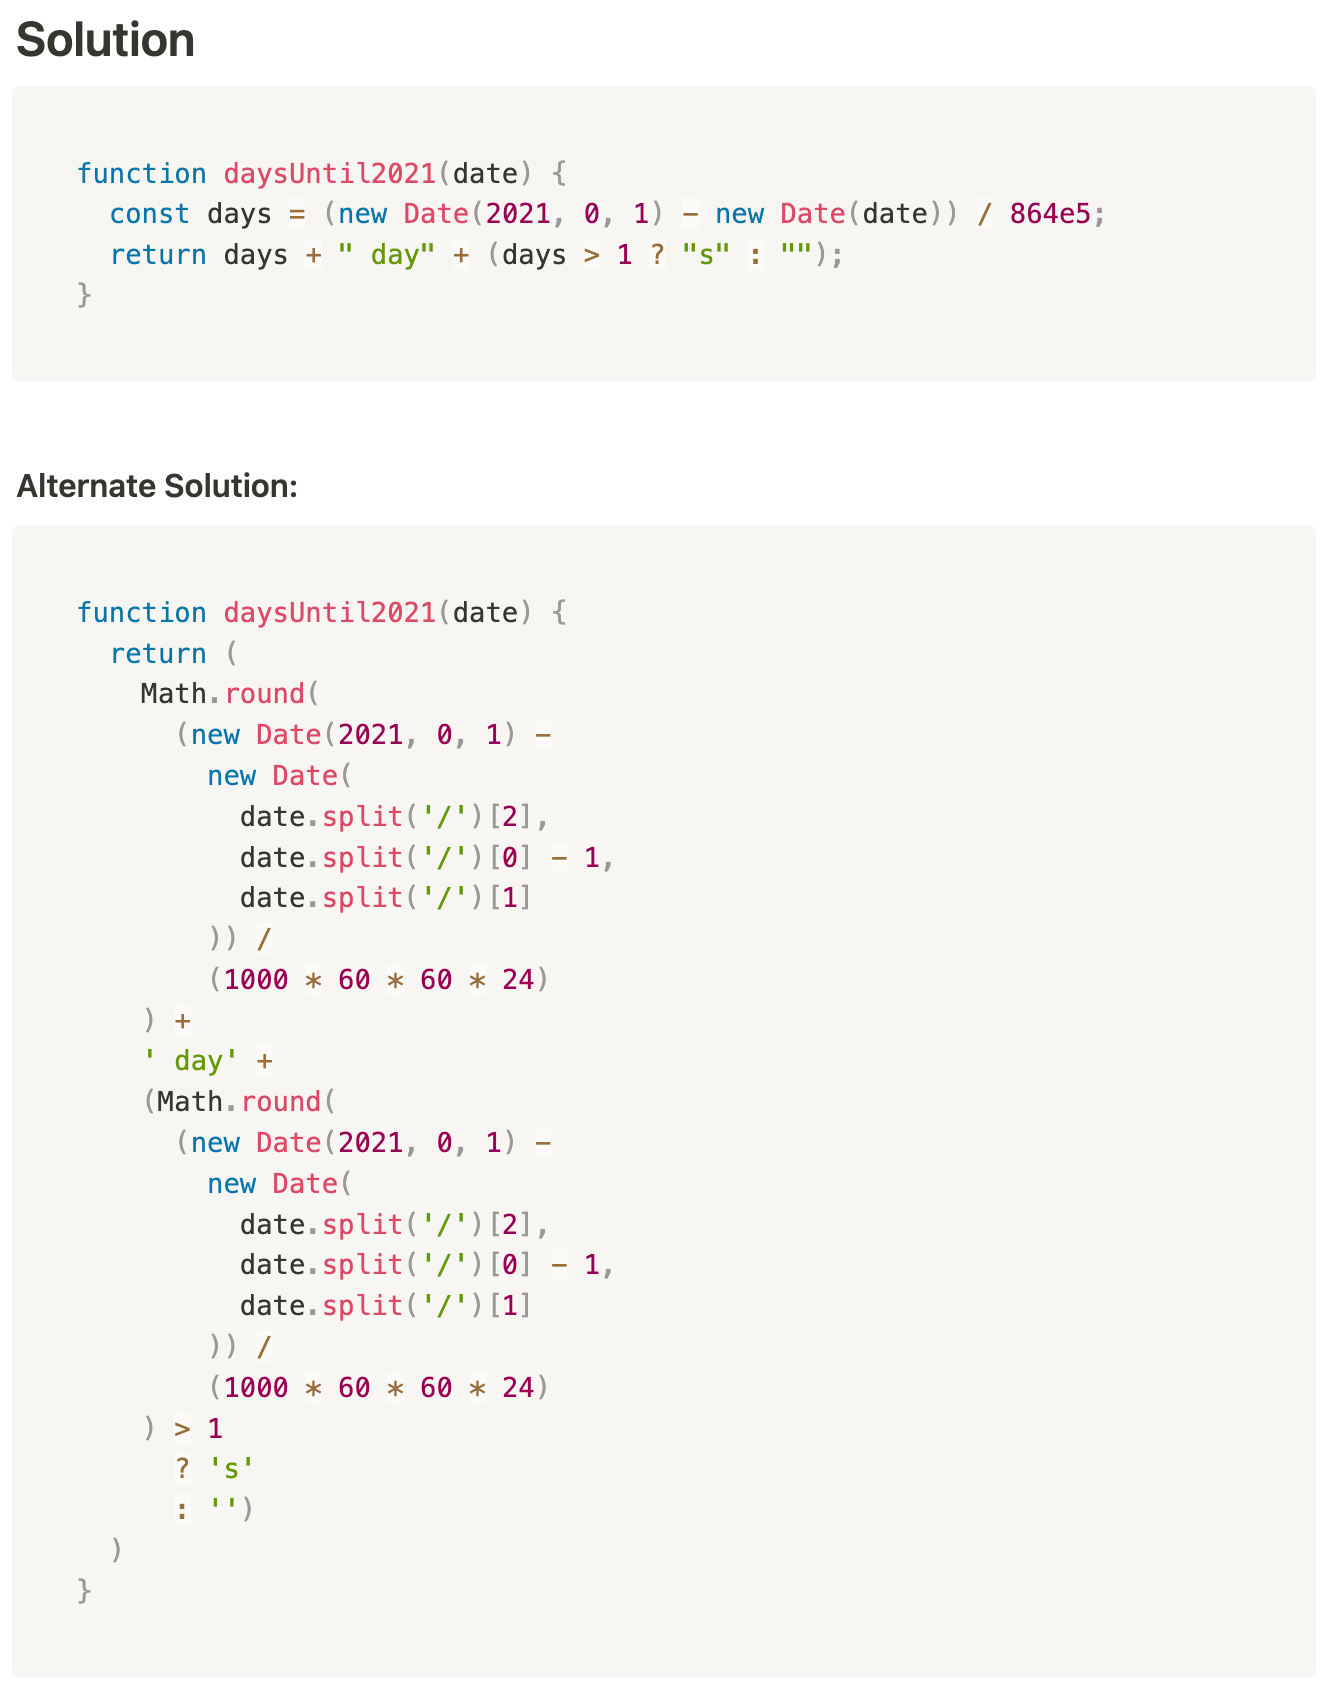 Solution
function daysUntil2021(date) {
  const days = (new Date(2021, 0, 1) - new Date(date)) / 864e5;
  return days + " day" + (days > 1 ? "s" : "");
}
Alternate Solution:
function daysUntil2021(date) {
  return (
    Math.round(
      (new Date(2021, 0, 1) -
        new Date(
          date.split('/')[2],
          date.split('/')[0] - 1,
          date.split('/')[1]
        )) /
        (1000 * 60 * 60 * 24)
    ) +
    ' day' +
    (Math.round(
      (new Date(2021, 0, 1) -
        new Date(
          date.split('/')[2],
          date.split('/')[0] - 1,
          date.split('/')[1]
        )) /
        (1000 * 60 * 60 * 24)
    ) > 1
      ? 's'
      : '')
  )
}